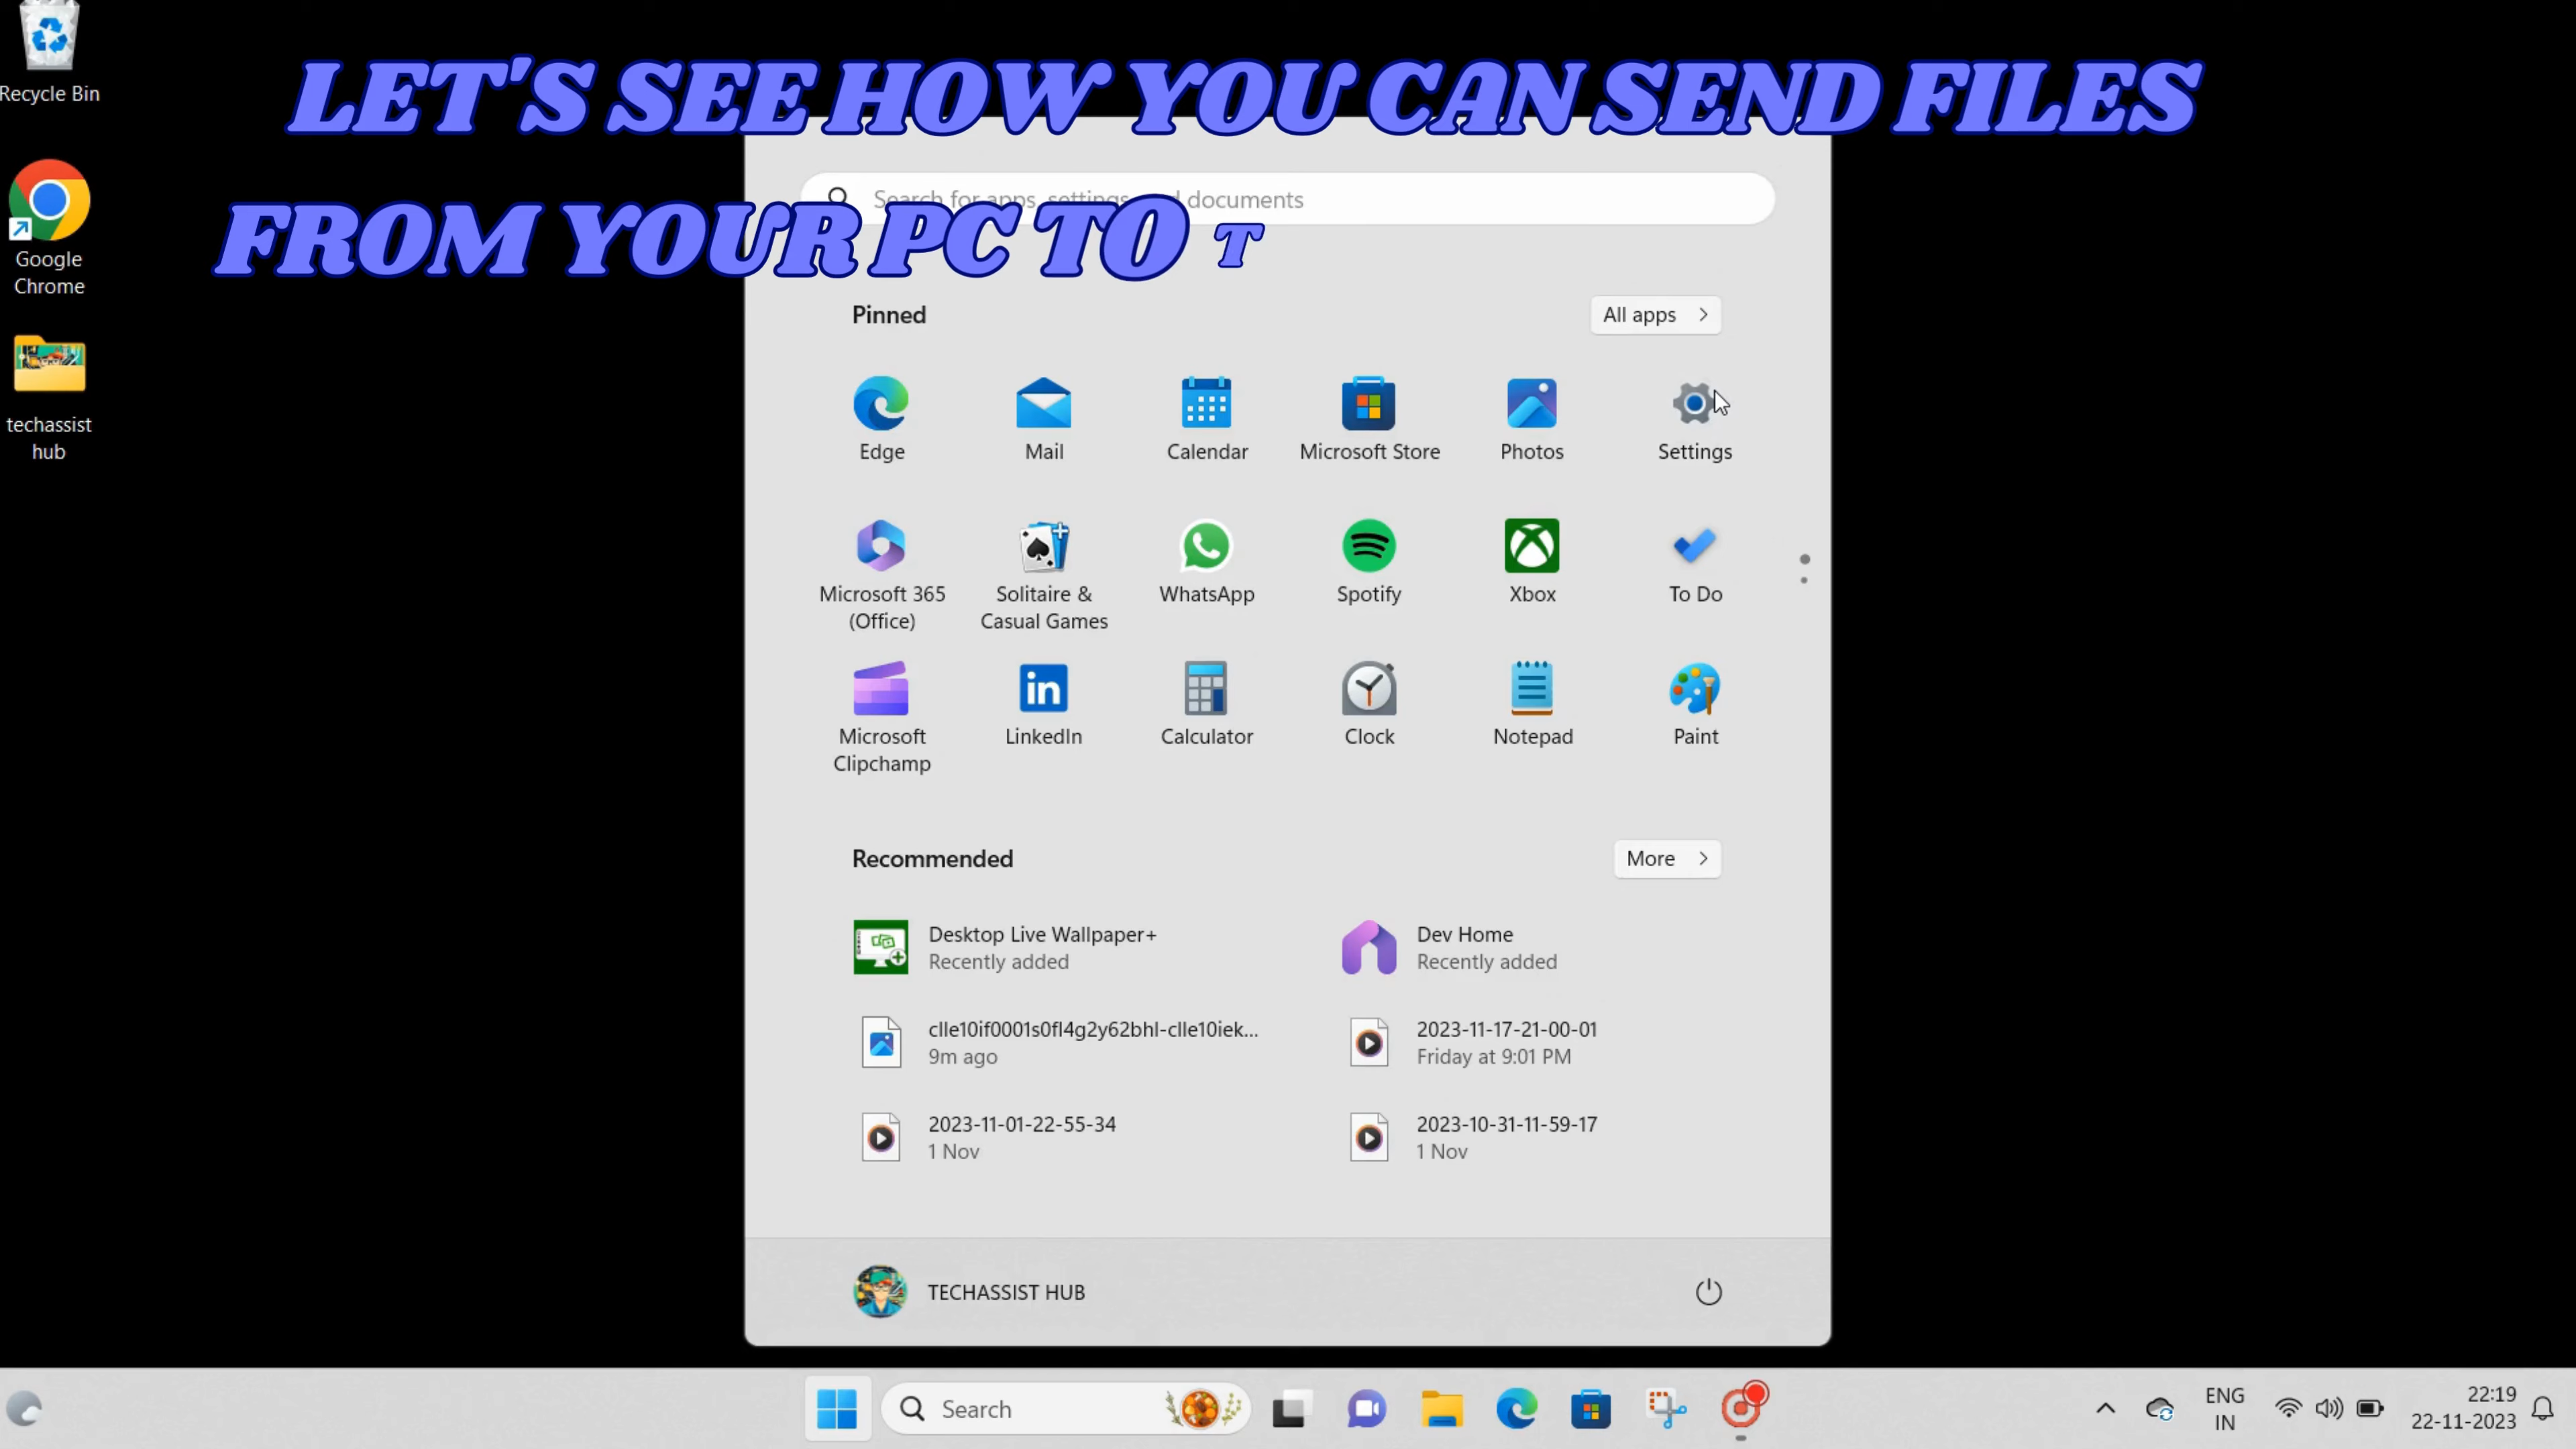 LET'S SEE HOW YOU CAN SEND FILES
FROM YOUR PC TO T
Recycle Bin
Google
Chrome
techassist
hub
Search for apps, settings, and documents
Pinned
All apps
Edge
Mail
Calendar
Microsoft Store
Photos
Settings
Microsoft 365
(Office)
Solitaire &
Casual Games
WhatsApp
Spotify
Xbox
To Do
Microsoft
Clipchamp
LinkedIn
Calculator
Clock
Notepad
Paint
Recommended
More
Desktop Live Wallpaper+
Recently added
Dev Home
Recently added
clle10if0001s0fl4g2y62bhl-clle10iek...
9m ago
2023-11-17-21-00-01
Friday at 9:01 PM
2023-11-01-22-55-34
1 Nov
2023-10-31-11-59-17
1 Nov
TECHASSIST HUB
Search
ENG
IN
22:19
22-11-2023